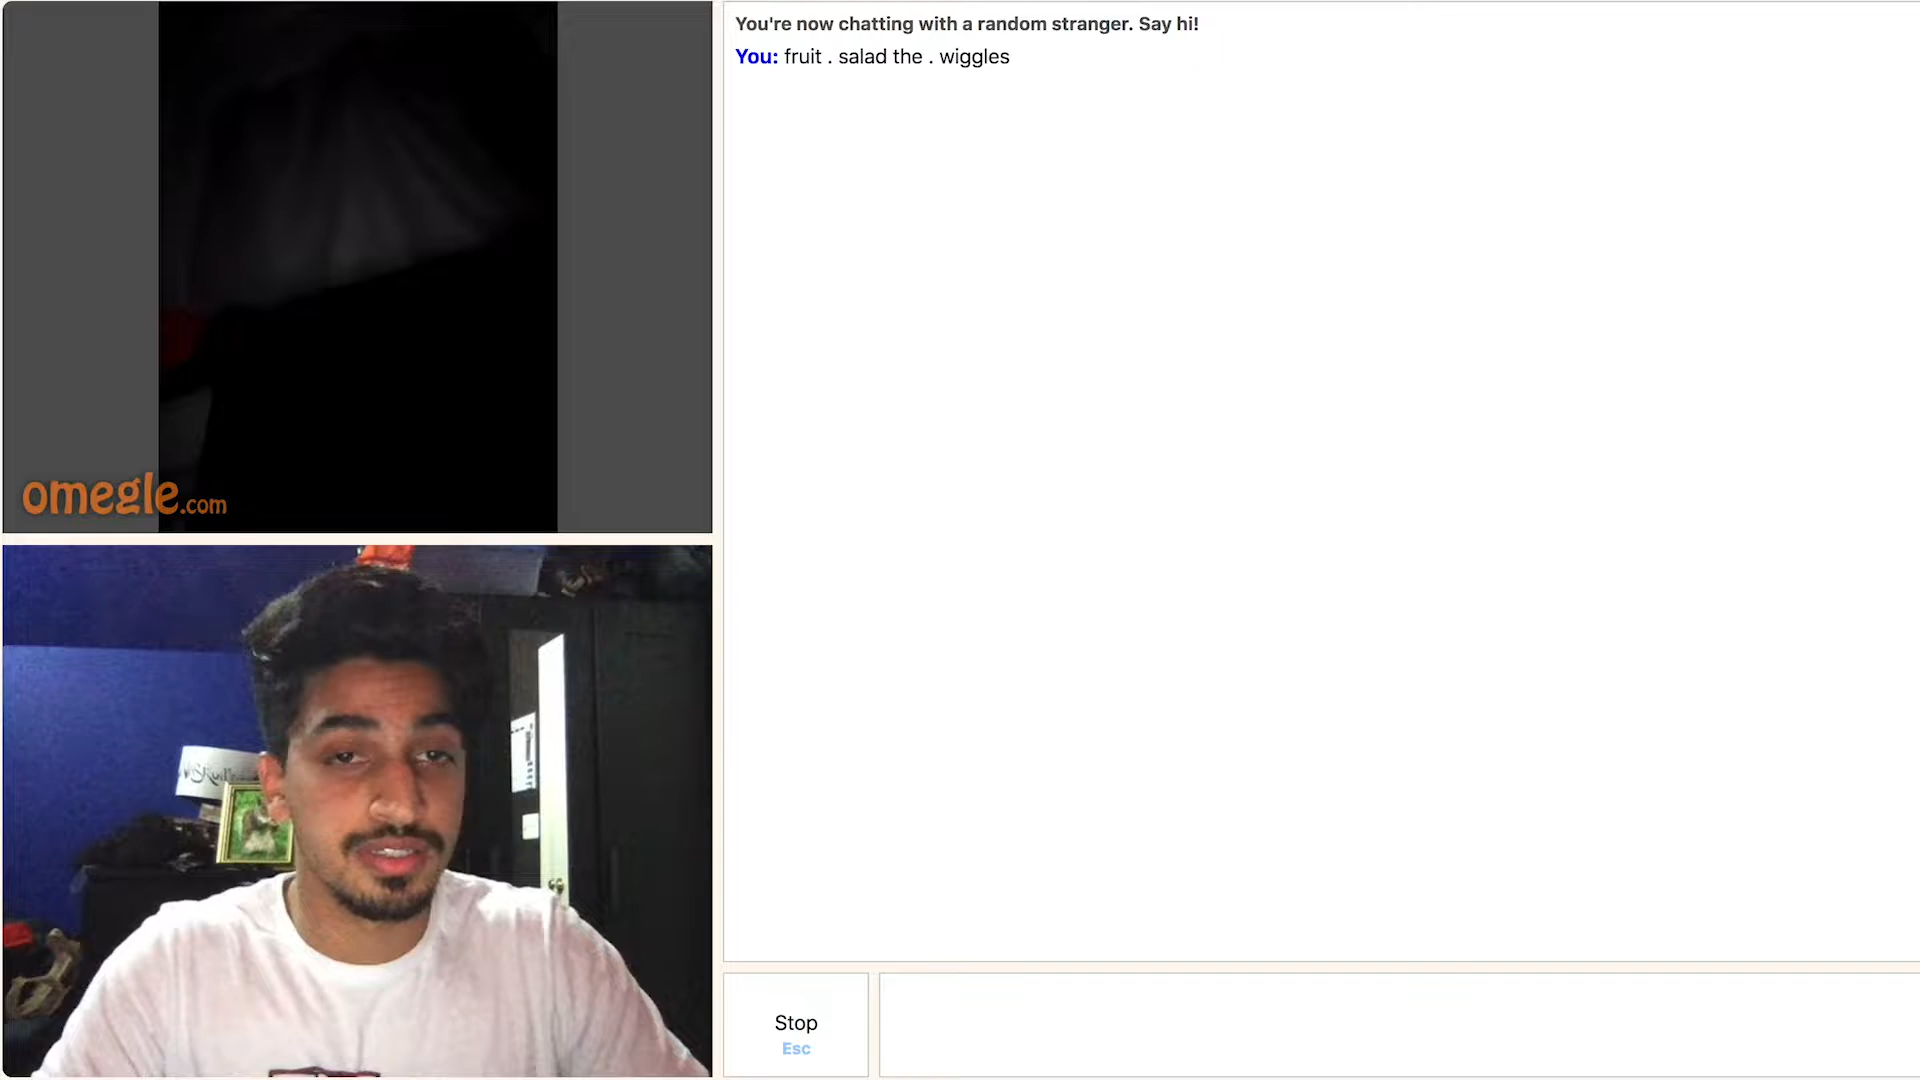 You're now chatting with a random stranger. Say hi!
You: fruit . salad the . wiggles
omegle.com
Stop
Esc